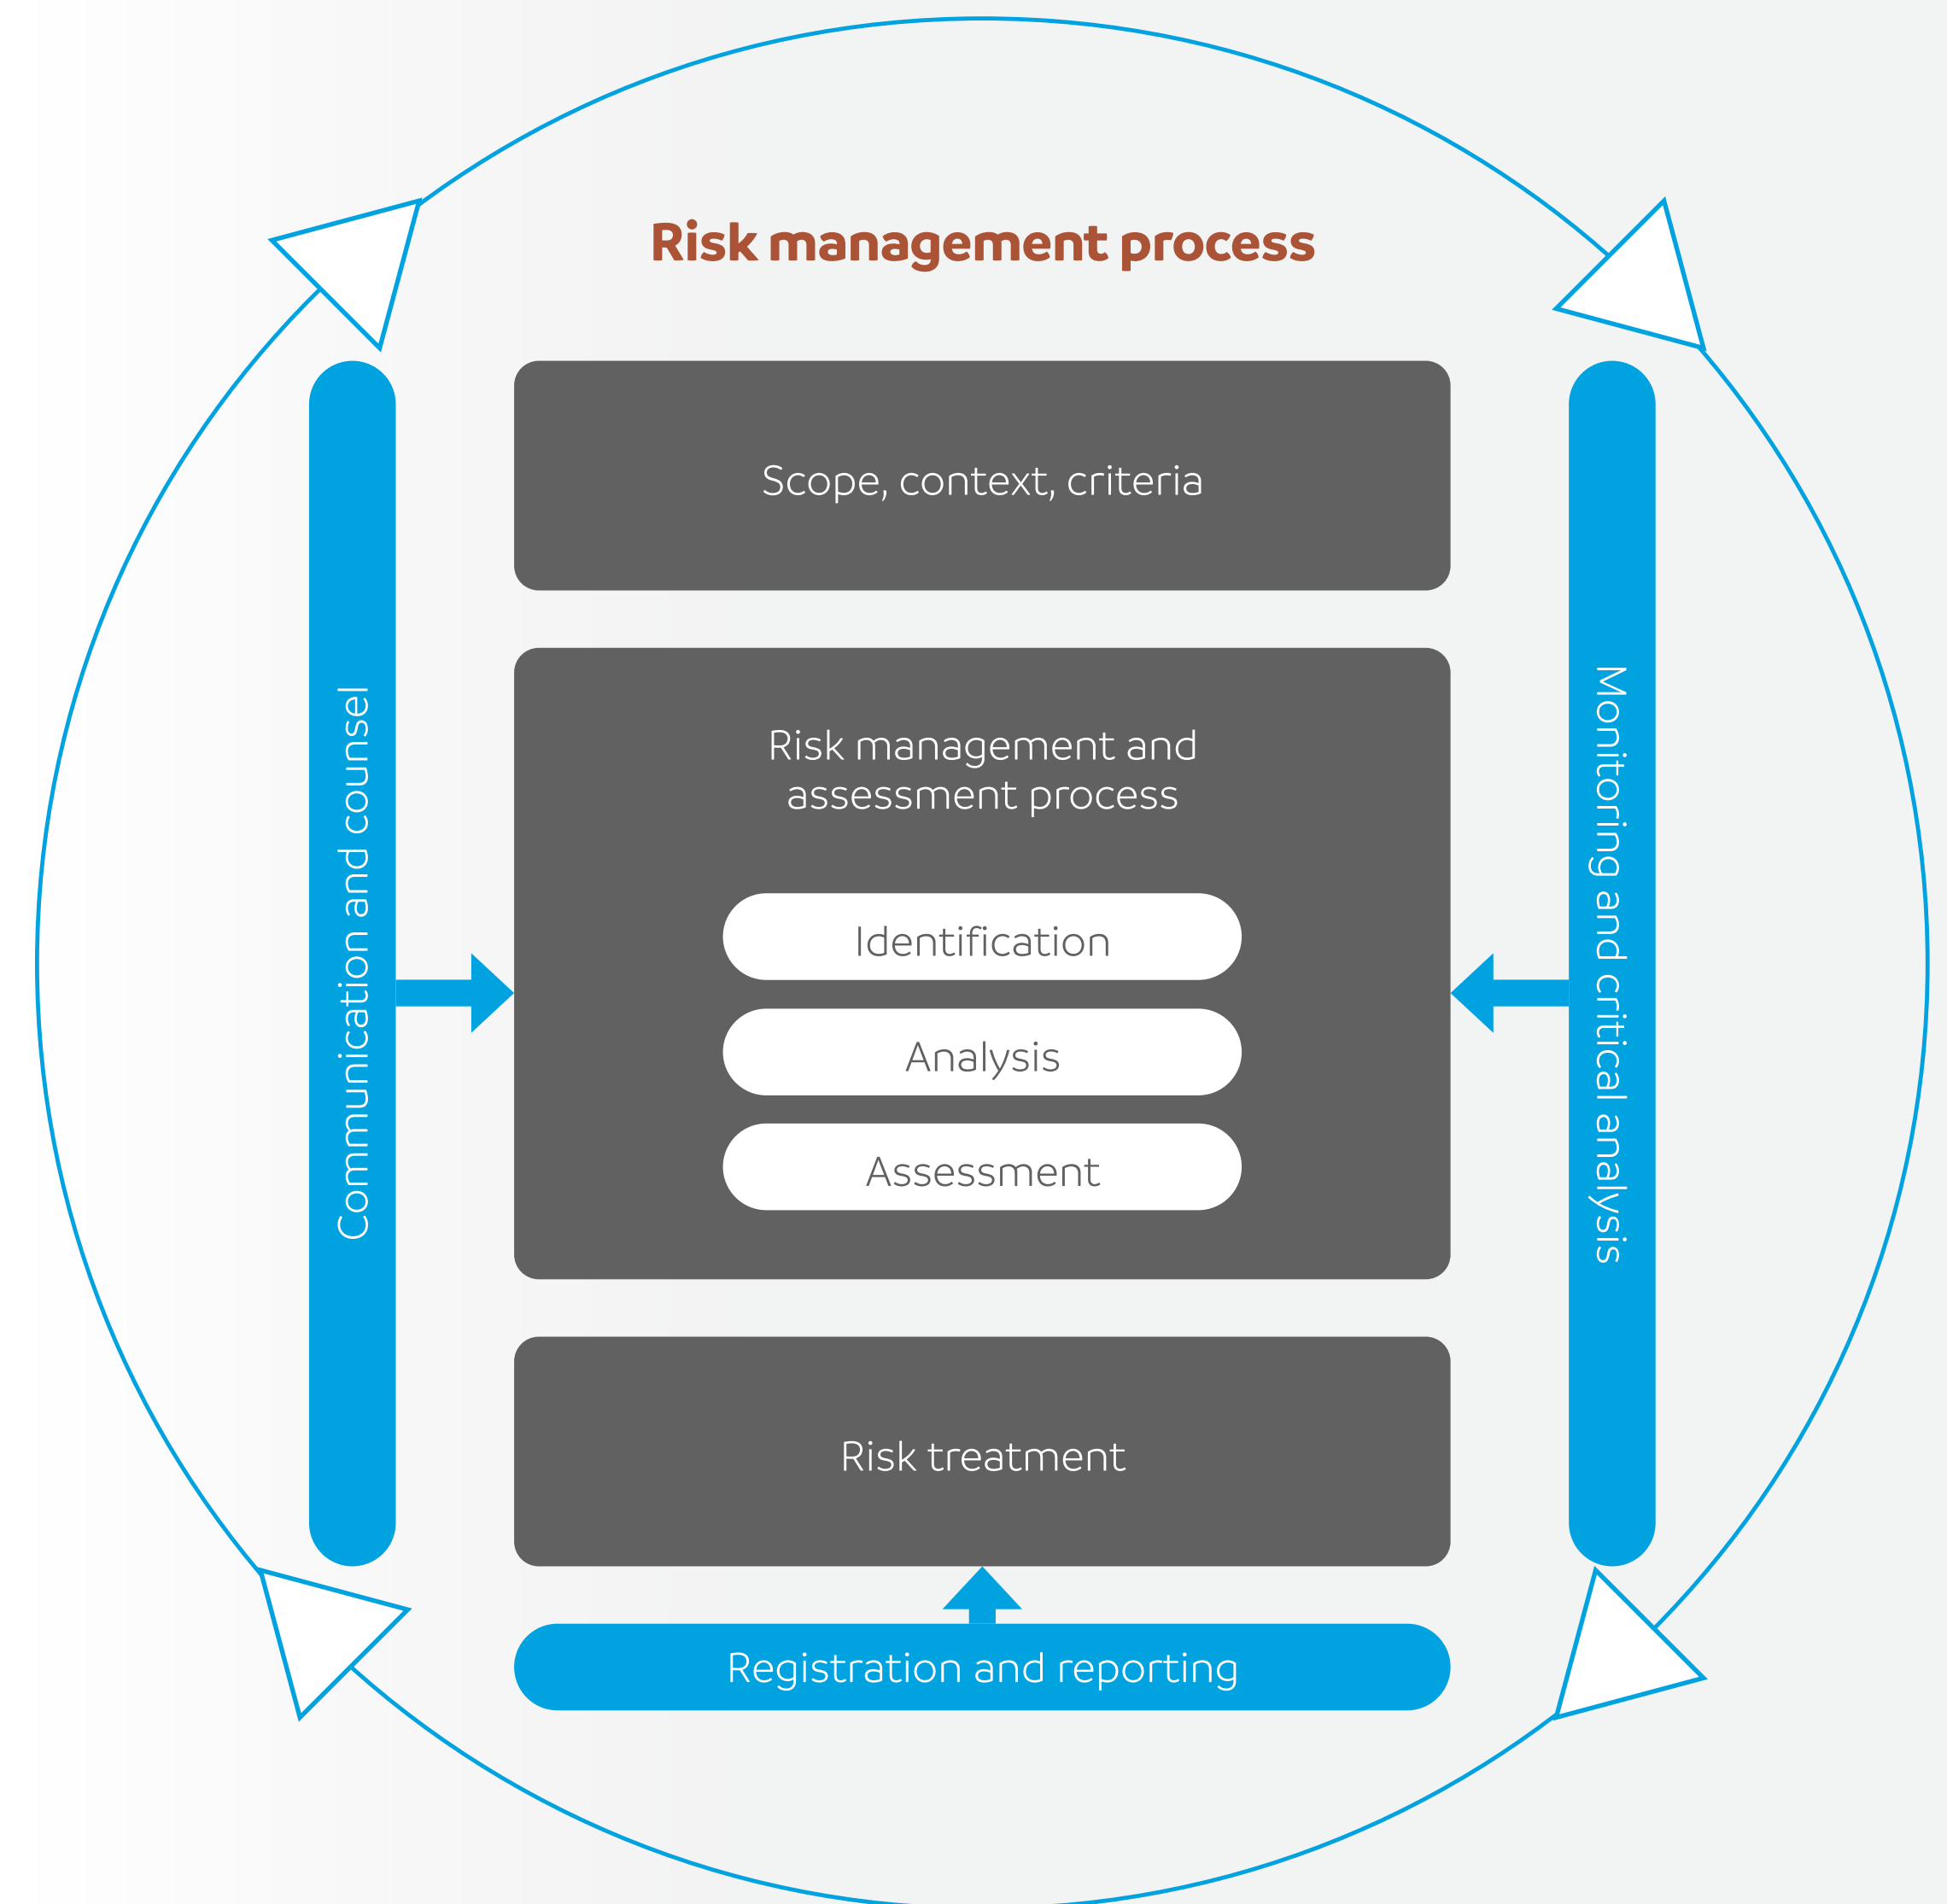 Risk management process
Scope, context, criteria
Communication and counsel
Risk management and
assessment process
Identification
Analysis
Assessment
Monitoring and critical analysis
Risk treatment
Registration and reporting